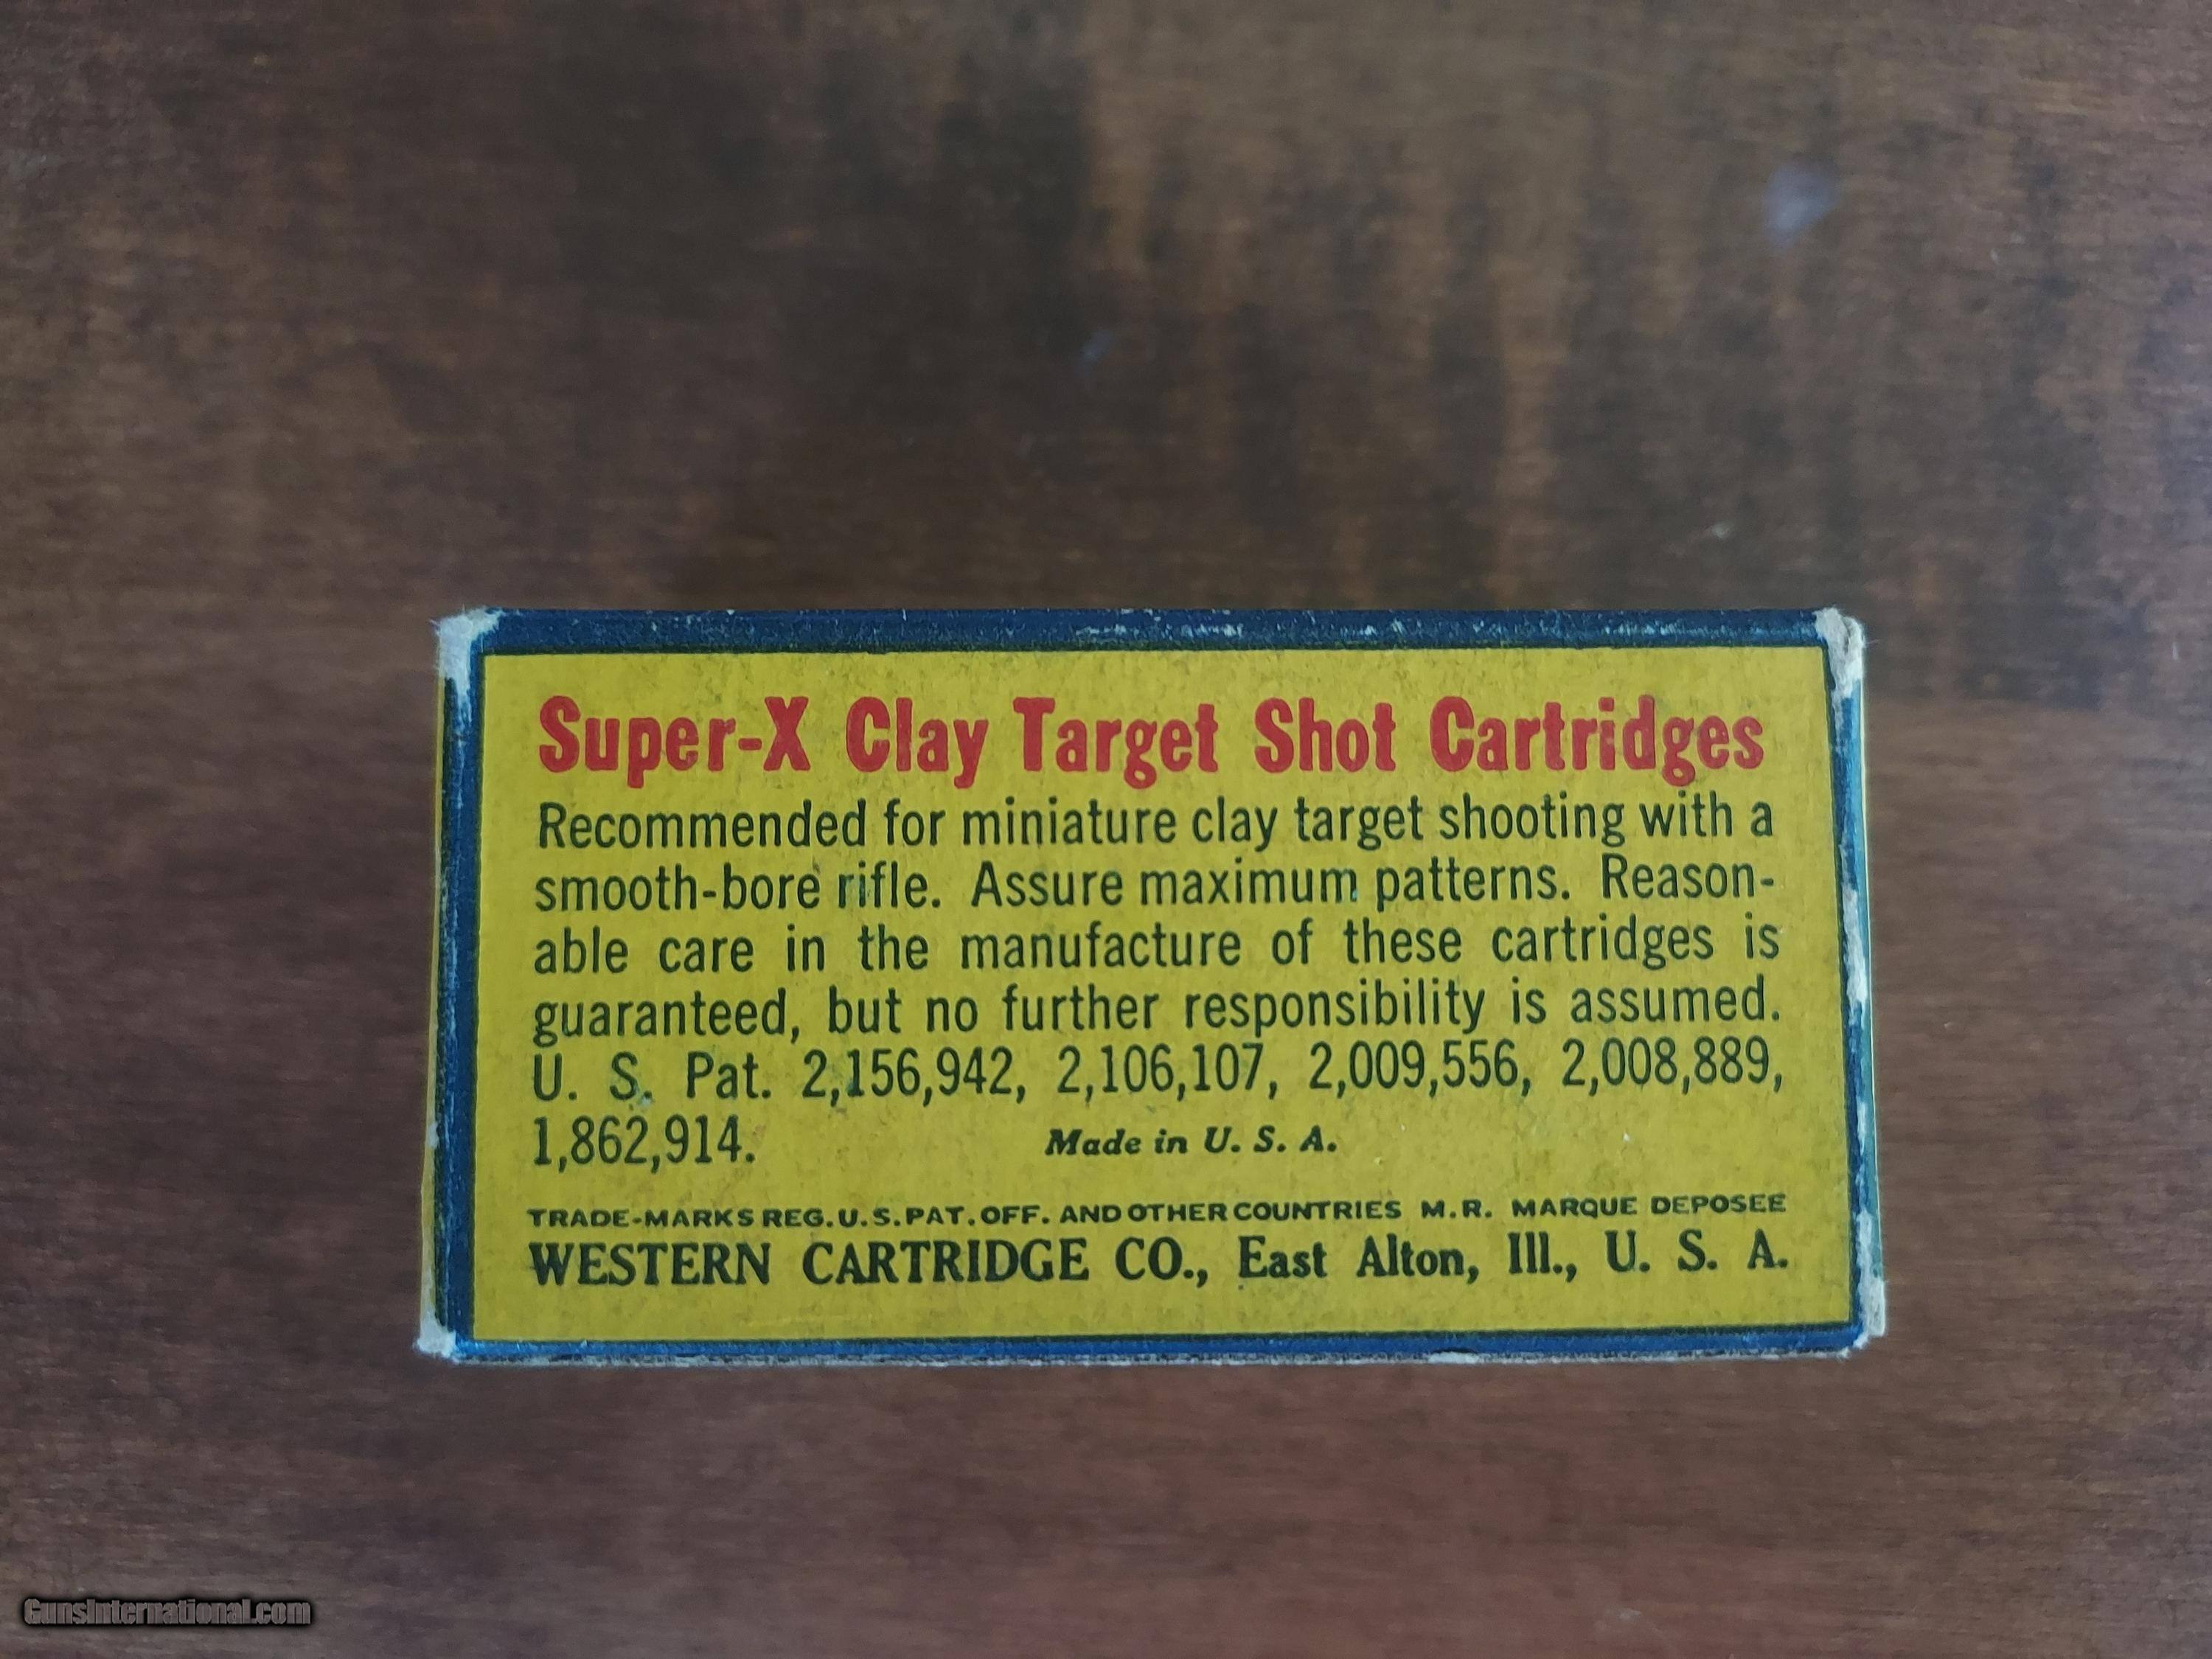 Super-X Clay Target Shot Cartridges
Recommended for miniature clay target shooting with a
smooth-bore rifle. Assure maximum patterns. Reason-
able care in the manufacture of these cartridges is
guaranteed, but no further responsibility is assumed.
U. S. Pat. 2,156,942, 2,106,107, 2,009,556, 2,008,889,
1,862,914. Made in U. S. A.
TRADE-MARKS REG. U.S. PAT. OFF. AND OTHER COUNTRIES M.R. MARQUE DEPOSEE
WESTERN CARTRIDGE CO., East Alton, Ill., U. S. A.
GunsInternational.com